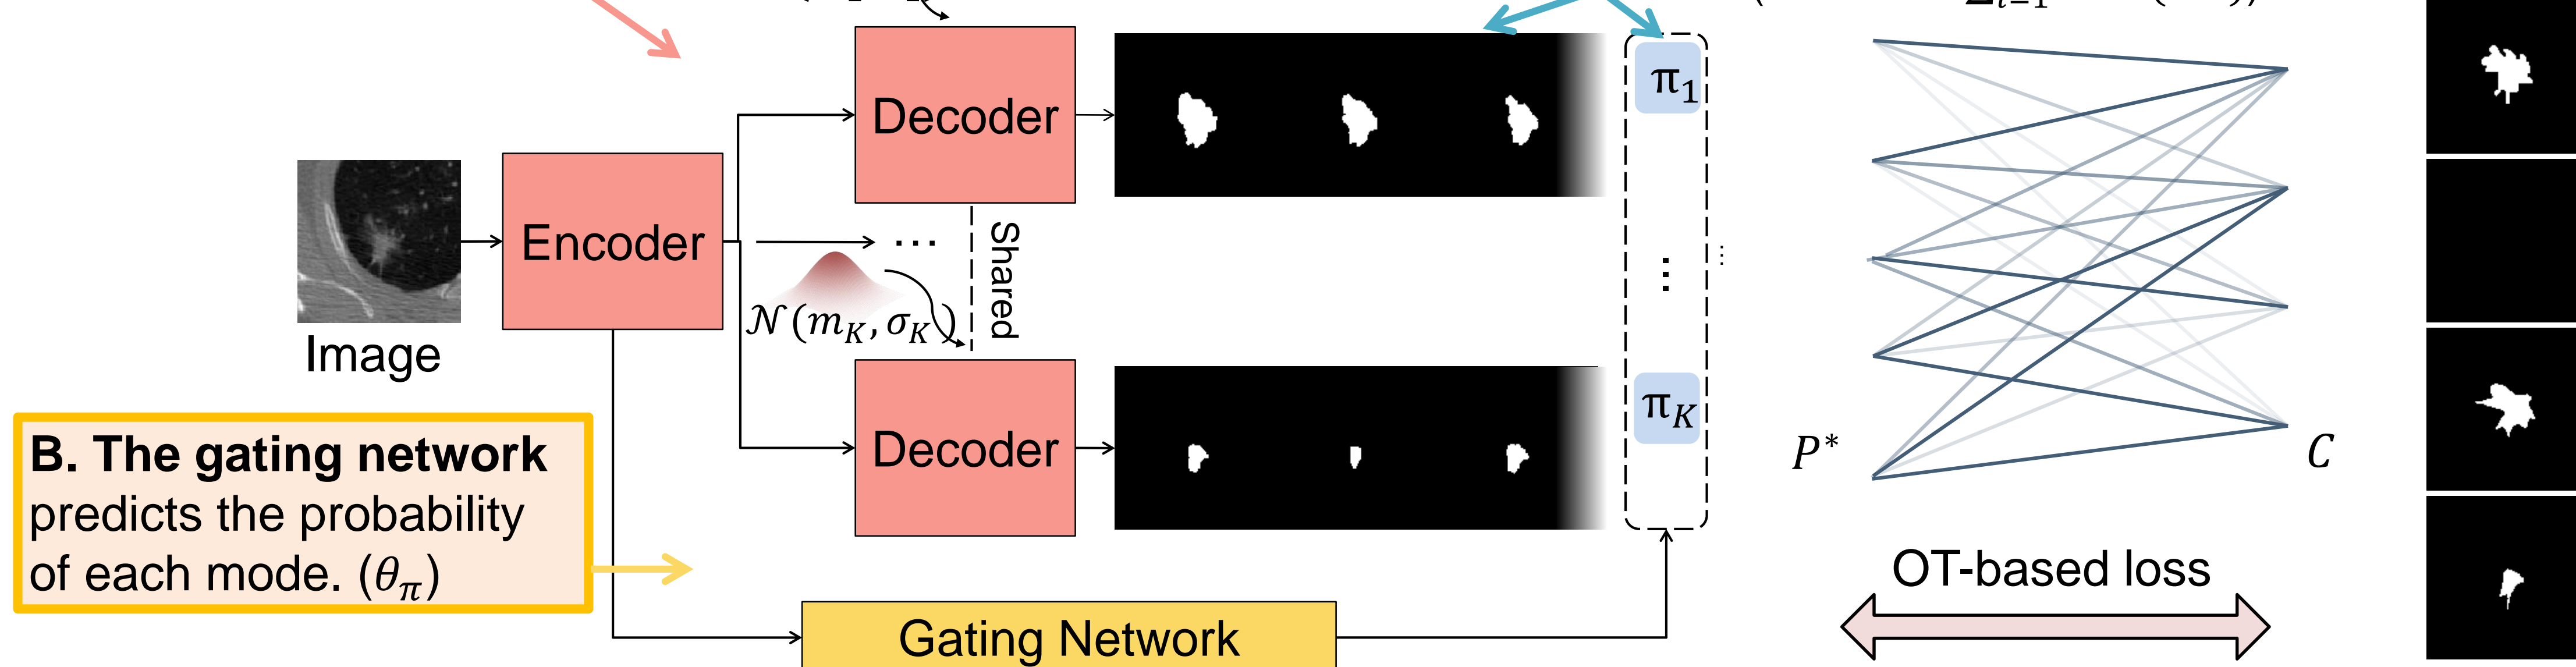 Decoder
π₁
Encoder
...
Shared
𝒩(m_K, σ_K)
⋮
Image
Decoder
π_K
P*
C
B. The gating network
predicts the probability
of each mode. (θ_π)
OT-based loss
Gating Network